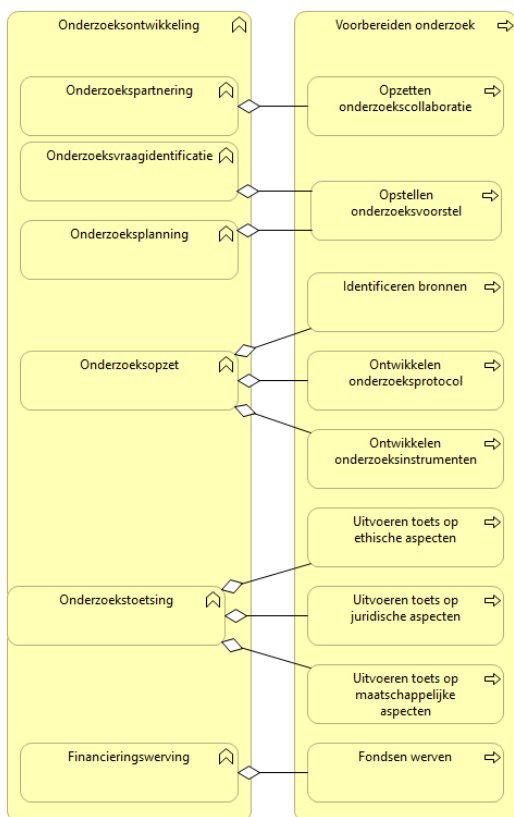 Onderzoeksontwikkeling
Onderzoekspartnering
Onderzoeksvraagidentificatie
Onderzoeksplanning
Onderzoeksopzet
Onderzoekstoetsing
Financieringswerving
Voorbereiden onderzoek
Opzetten
onderzoekscollaboratie
Opstellen
onderzoeksvoorstel
Identificeren bronnen
Ontwikkelen
onderzoeksprotocol
Ontwikkelen
onderzoeksinstrumenten
Uitvoeren toets op
ethische aspecten
Uitvoeren toets op
juridische aspecten
Uitvoeren toets op
maatschappelijke
aspecten
Fondsen werven